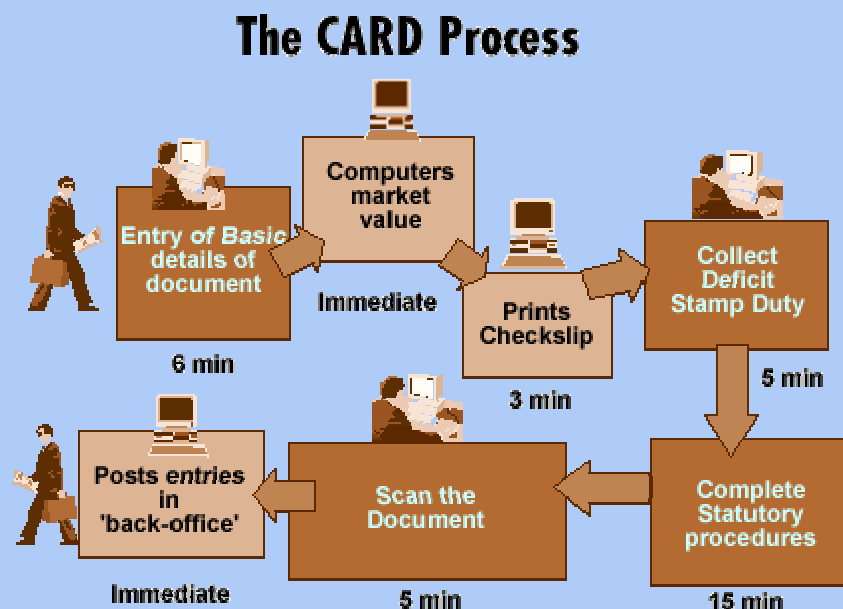 The CARD Process
Entry of Basic
details of
document
6 min
Computers
market
value
Immediate
Prints
Checkslip
3 min
Collect
Deficit
Stamp Duty
5 min
Complete
Statutory
procedures
15 min
Scan the
Document
5 min
Posts entries
in
'back-office'
Immediate